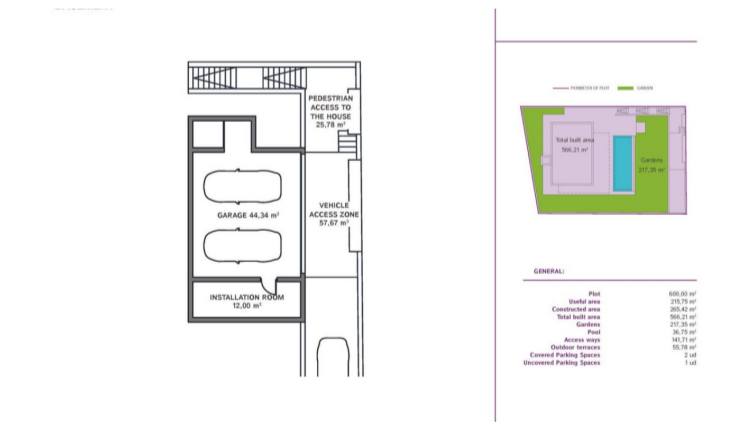 PEDESTRIAN
ACCESS TO
THE HOUSE
25,78 m²
GARAGE 44,34 m²
VEHICLE
ACCESS ZONE
57,67 m²
INSTALLATION ROOM
12,00 m²
PERIMETER OF PLOT
GARDEN
Total built area
566,21 m²
Gardens
217,35 m²
GENERAL:
Plot 600,00 m²
Useful area 215,75 m²
Constructed area 265,42 m²
Total built area 566,21 m²
Gardens 217,35 m²
Pool 36,75 m²
Access ways 141,71 m²
Outdoor terraces 55,78 m²
Covered Parking Spaces 2 ud
Uncovered Parking Spaces 1 ud